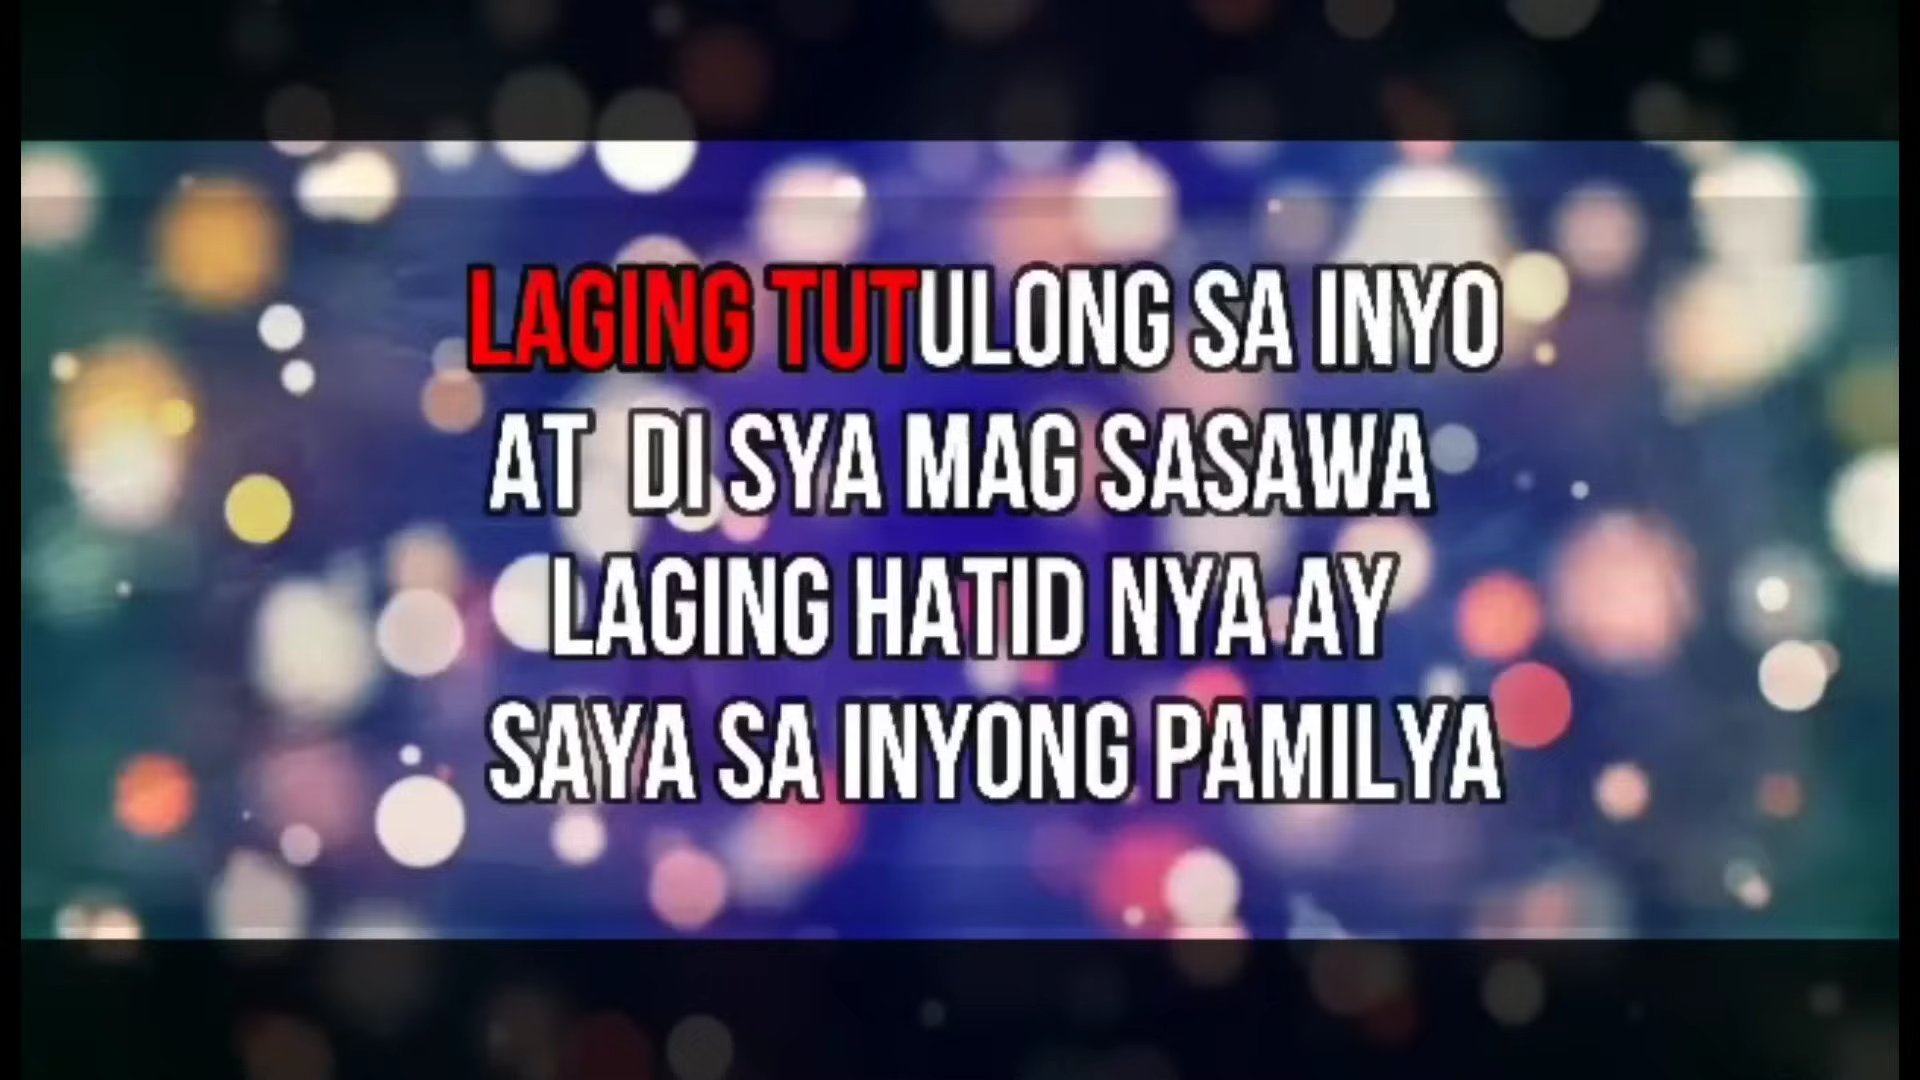 LAGING TUTULONG SA INYO
AT DI SYA MAG SASAWA
LAGING HATID NYA AY
SAYA SA INYONG PAMILYA